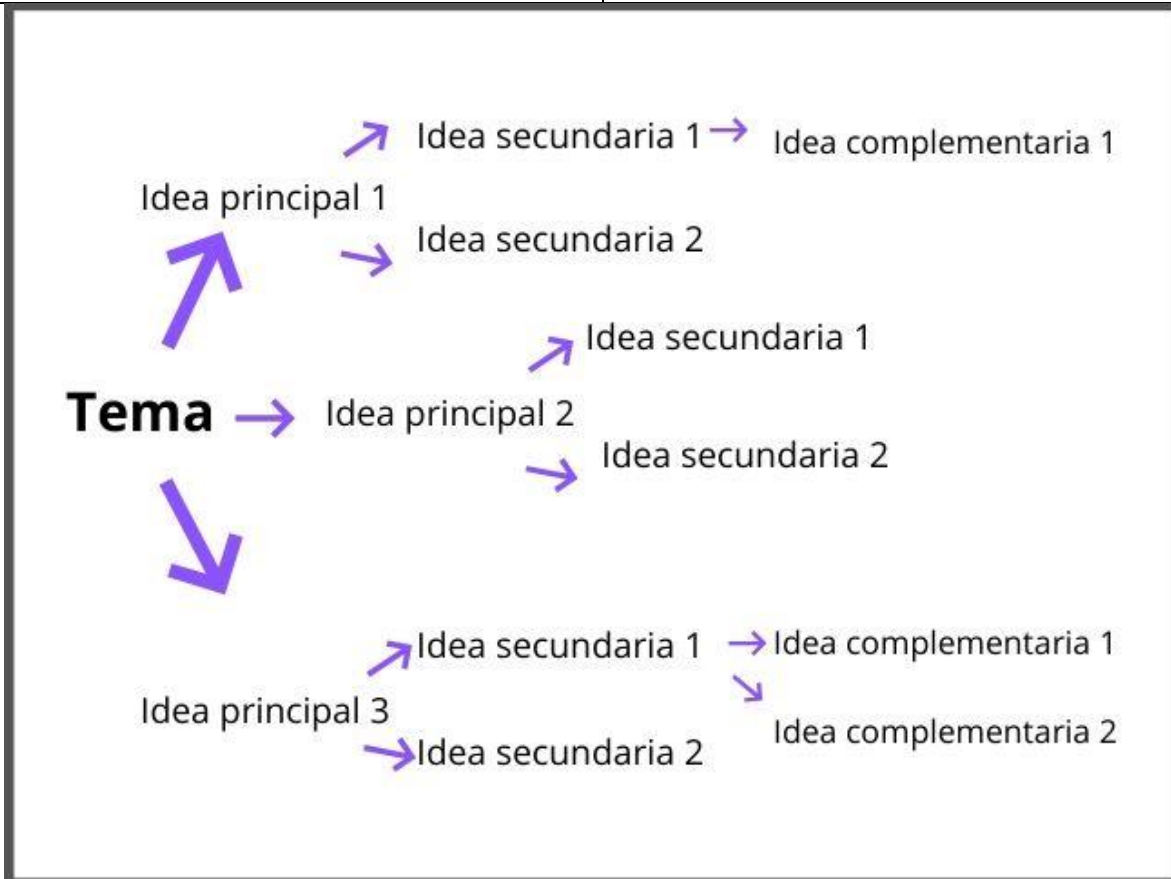 Idea secundaria 1
Idea complementaria 1
Idea principal 1
Idea secundaria 2
Idea secundaria 1
Tema
Idea principal 2
Idea secundaria 2
Idea secundaria 1
Idea complementaria 1
Idea principal 3
Idea complementaria 2
Idea secundaria 2